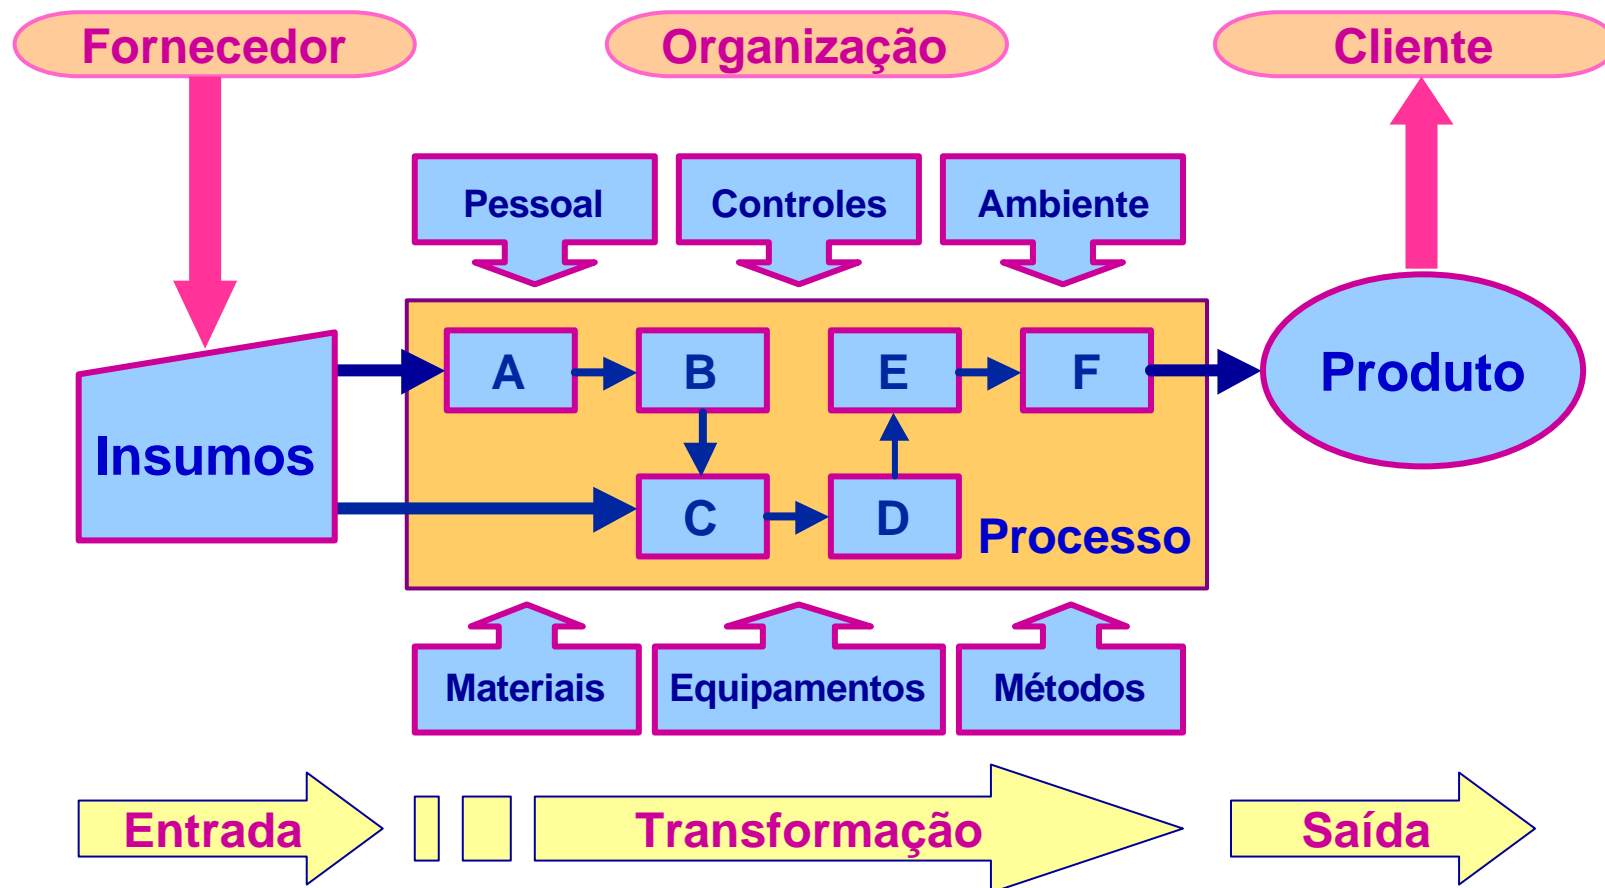 Fornecedor
Organização
Cliente
Pessoal
Controles
Ambiente
A
B
E
F
Produto
Insumos
C
D
Processo
Materiais
Equipamentos
Métodos
Entrada
Transformação
Saída